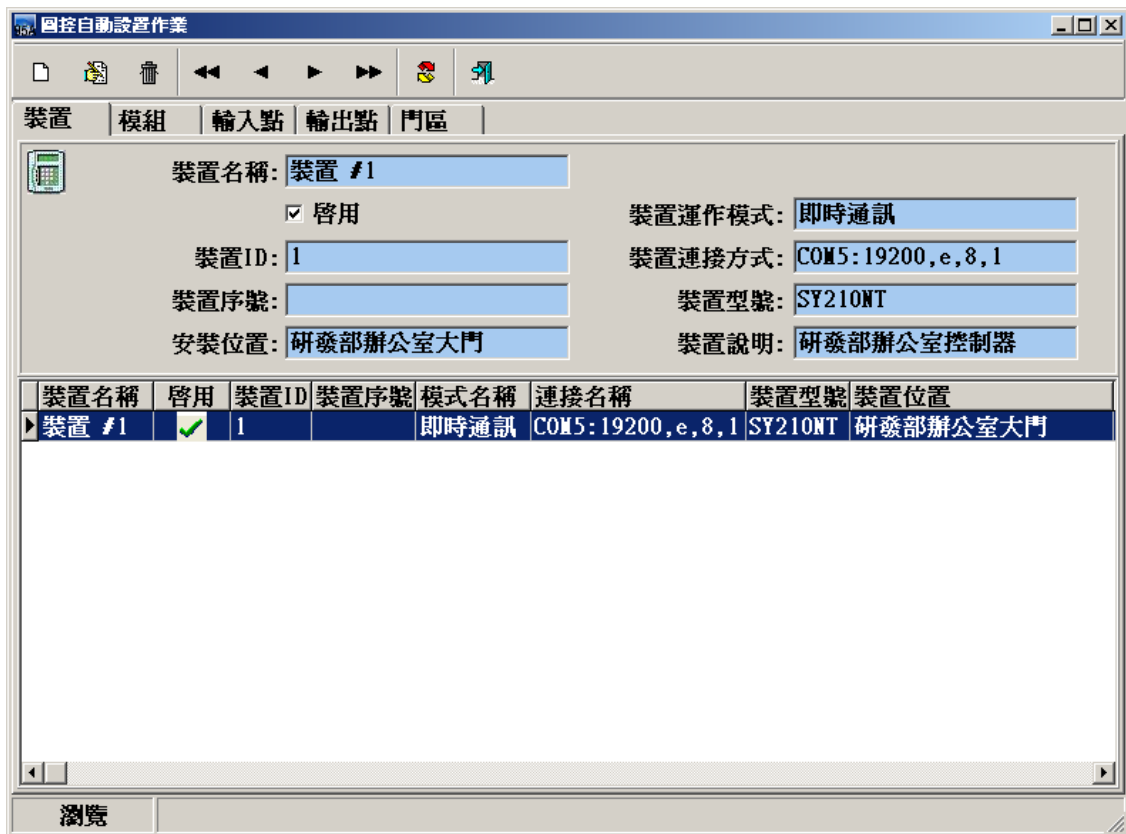 圖控自動設置作業
裝置 模組 輸入點 輸出點 門區
裝置名稱: 裝置 #1
啓用 裝置運作模式: 即時通訊
裝置ID: 1 裝置連接方式: COM5:19200,e,8,1
裝置序號: 裝置型號: SY210NT
安裝位置: 研發部辦公室大門 裝置說明: 研發部辦公室控制器
裝置名稱 啓用 裝置ID 裝置序號 模式名稱 連接名稱 裝置型號 裝置位置
裝置 #1 1 即時通訊 COM5:19200,e,8,1 SY210NT 研發部辦公室大門
瀏覽